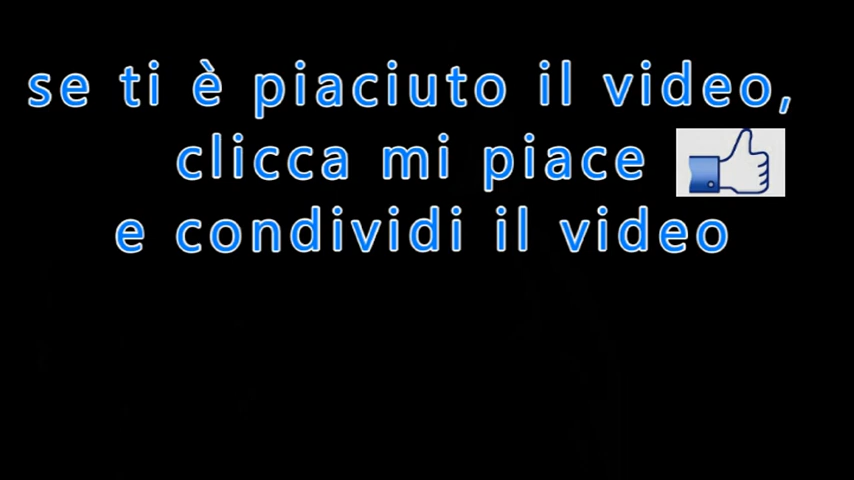 se ti è piaciuto il video,
clicca mi piace
e condividi il video